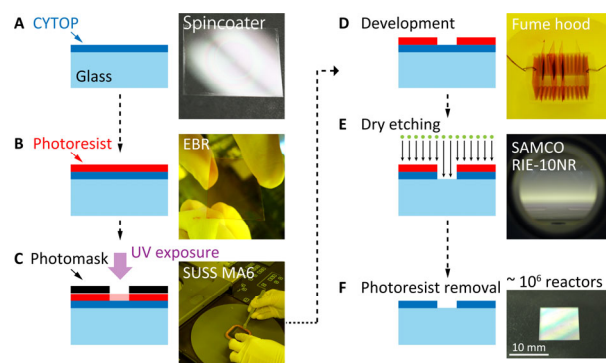 A
CYTOP
Glass
Spincoater
B
Photoresist
EBR
UV exposure
C
Photomask
SUSS MA6
D
Development
Fume hood
E
Dry etching
SAMCO
RIE-10NR
F
Photoresist removal
~ 10⁶ reactors
10 mm